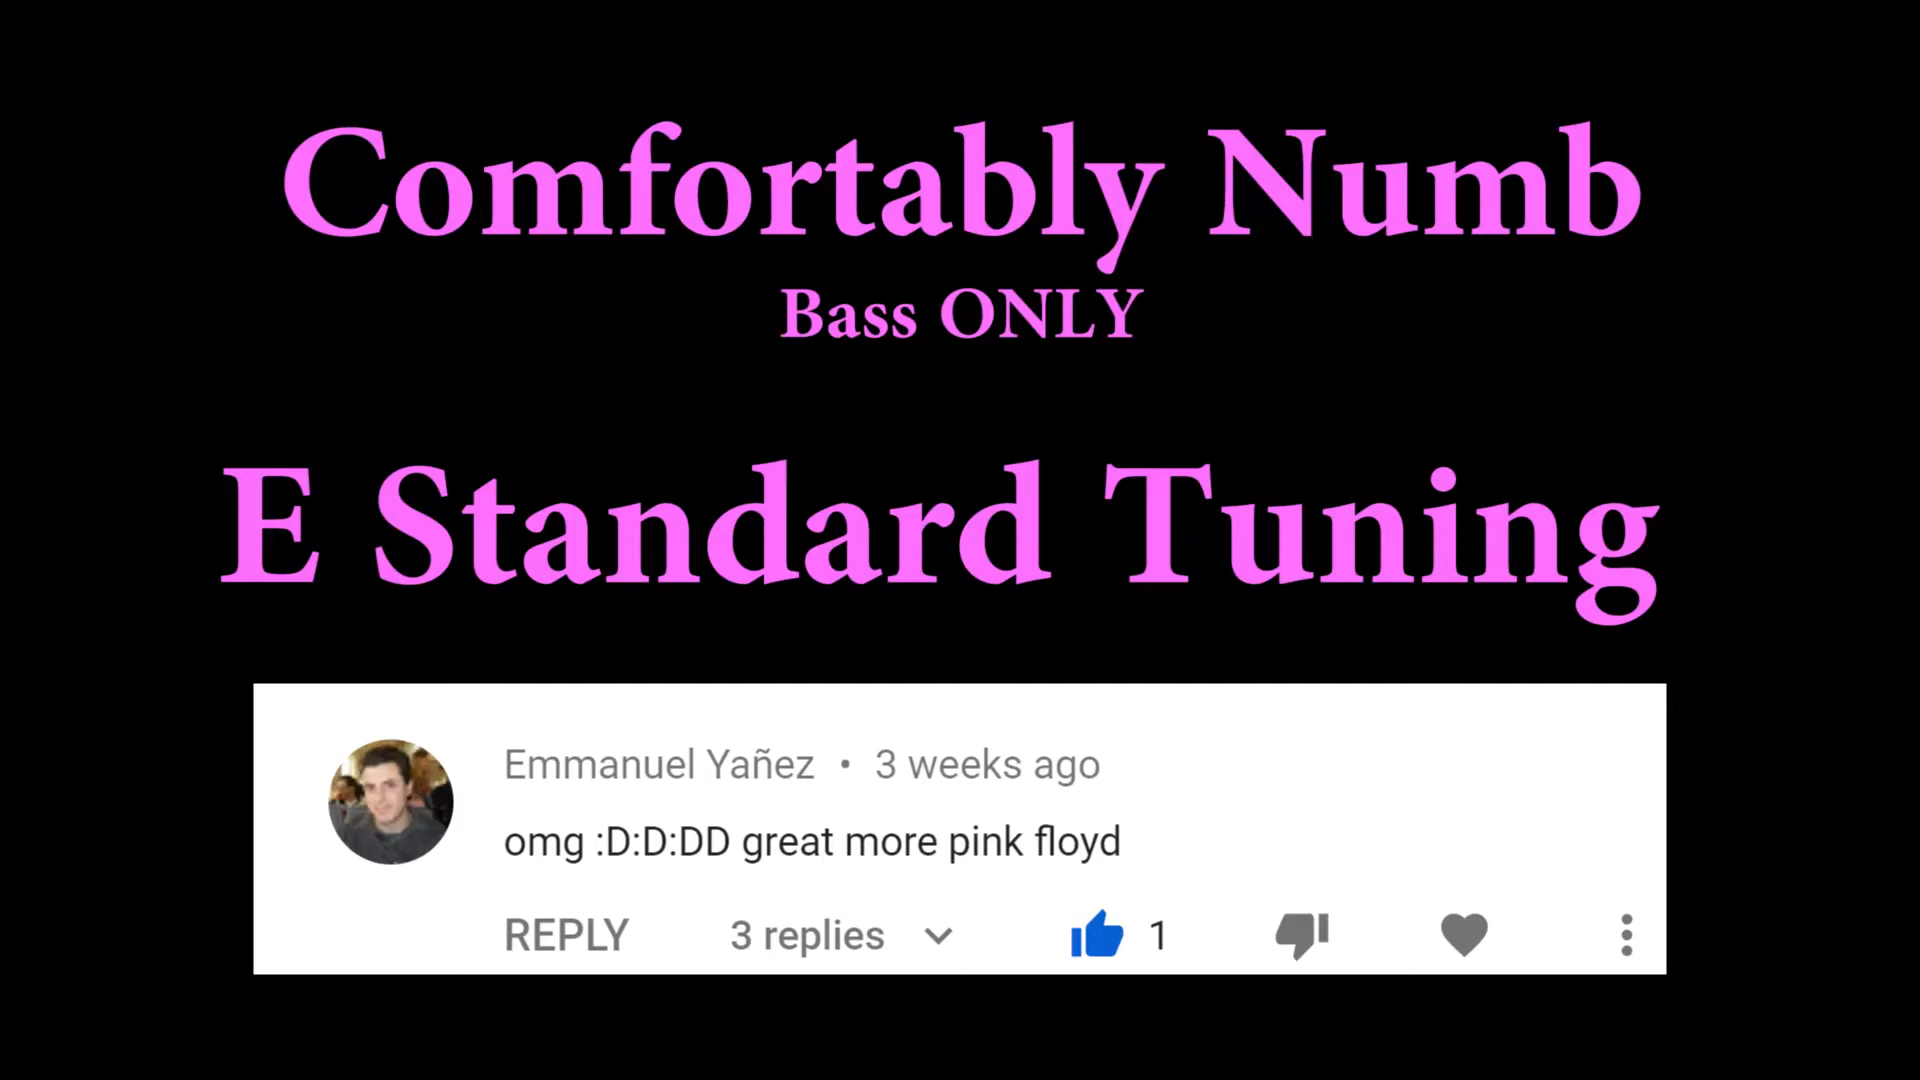 Comfortably Numb
Bass ONLY
E Standard Tuning
Emmanuel Yañez • 3 weeks ago
omg :D:D:DD great more pink floyd
REPLY 3 replies 1